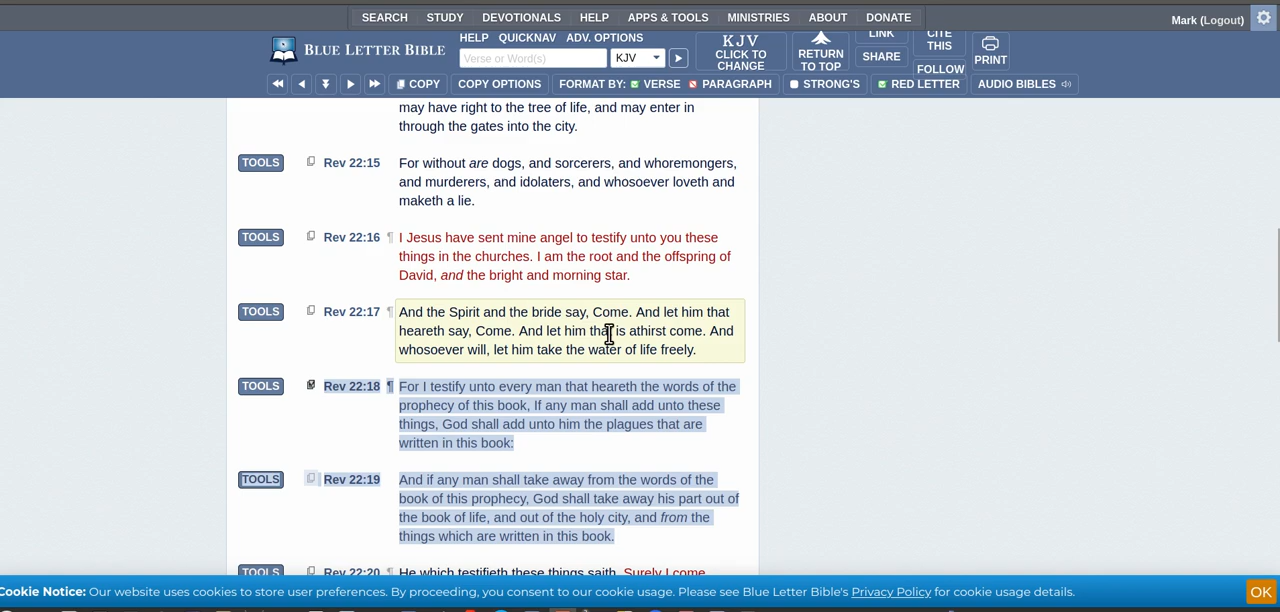 SEARCH STUDY DEVOTIONALS HELP APPS & TOOLS MINISTRIES ABOUT DONATE
Mark (Logout)
BLUE LETTER BIBLE
HELP QUICKNAV ADV. OPTIONS
Verse or Word(s)
KJV
KJV
CLICK TO
CHANGE
RETURN
TO TOP
LINK
SHARE
CITE
THIS
FOLLOW
PRINT
COPY COPY OPTIONS FORMAT BY: VERSE PARAGRAPH STRONG'S RED LETTER AUDIO BIBLES
may have right to the tree of life, and may enter in
through the gates into the city.
TOOLS Rev 22:15 For without are dogs, and sorcerers, and whoremongers,
and murderers, and idolaters, and whosoever loveth and
maketh a lie.
TOOLS Rev 22:16 ¶ I Jesus have sent mine angel to testify unto you these
things in the churches. I am the root and the offspring of
David, and the bright and morning star.
TOOLS Rev 22:17 ¶ And the Spirit and the bride say, Come. And let him that
heareth say, Come. And let him that is athirst come. And
whosoever will, let him take the water of life freely.
TOOLS Rev 22:18 ¶ For I testify unto every man that heareth the words of the
prophecy of this book, If any man shall add unto these
things, God shall add unto him the plagues that are
written in this book:
TOOLS Rev 22:19 And if any man shall take away from the words of the
book of this prophecy, God shall take away his part out of
the book of life, and out of the holy city, and from the
things which are written in this book.
TOOLS Rev 22:20 ¶ He which testifieth these things saith, Surely I come
Cookie Notice: Our website uses cookies to store user preferences. By proceeding, you consent to our cookie usage. Please see Blue Letter Bible's Privacy Policy for cookie usage details.
OK